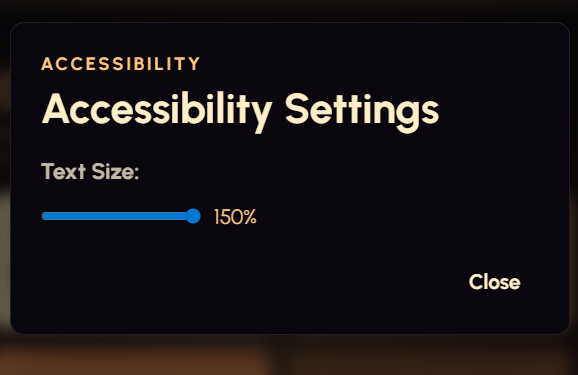 ACCESSIBILITY
Accessibility Settings
Text Size:
150%
Close